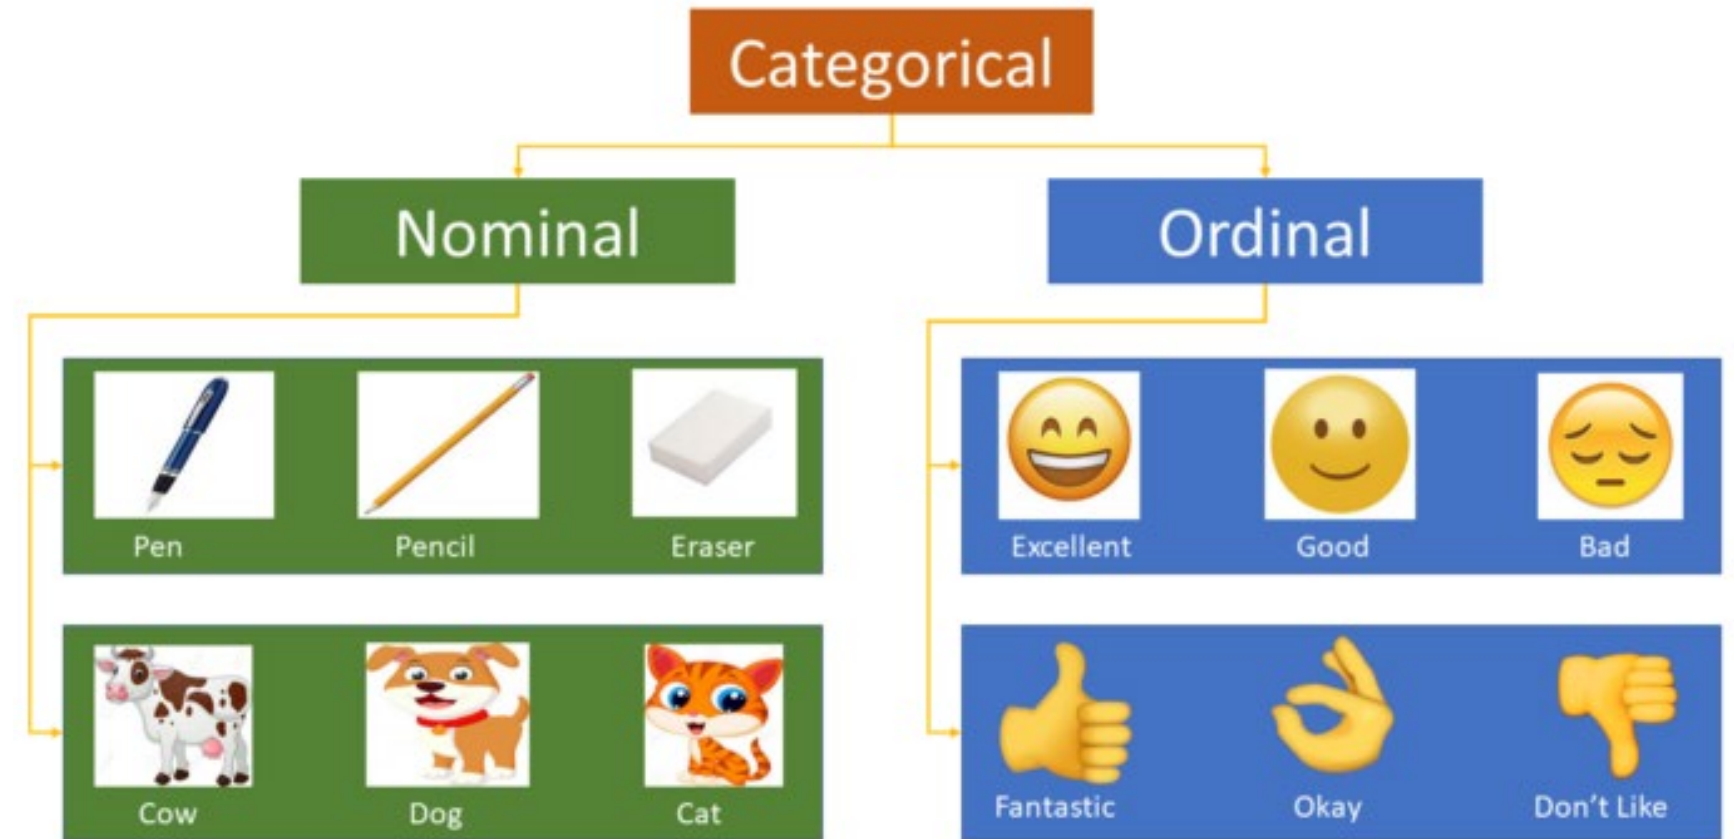 Categorical
Nominal
Ordinal
Pen
Pencil
Eraser
Excellent
Good
Bad
Cow
Dog
Cat
Fantastic
Okay
Don't Like